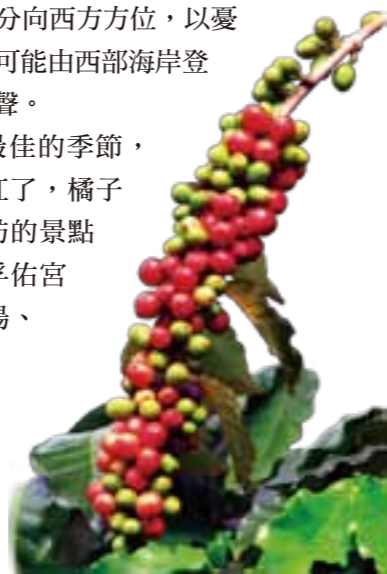 分向西方方位，以憂
可能由西部海岸登
聲。
最佳的季節，
紅了，橘子
訪的景點
孚佑宮
場、